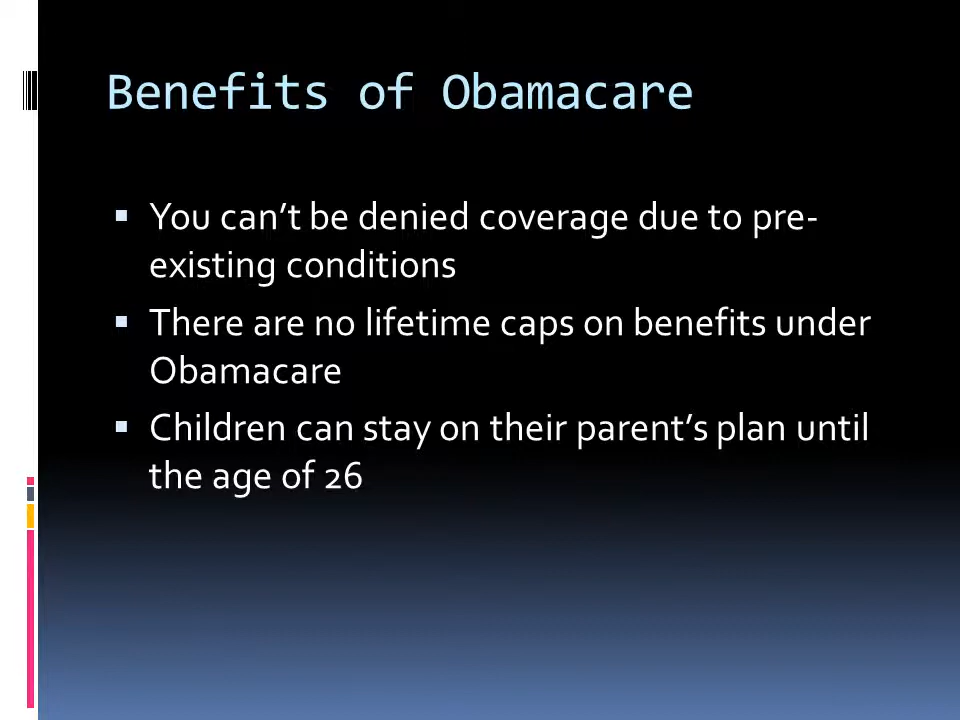 Benefits of Obamacare
▪ You can’t be denied coverage due to pre-
existing conditions
▪ There are no lifetime caps on benefits under
Obamacare
▪ Children can stay on their parent’s plan until
the age of 26